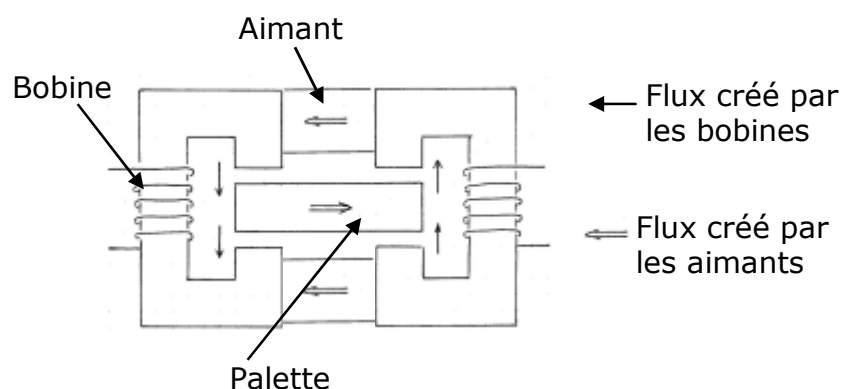 Aimant
Bobine
Flux créé par
les bobines
Flux créé par
les aimants
Palette